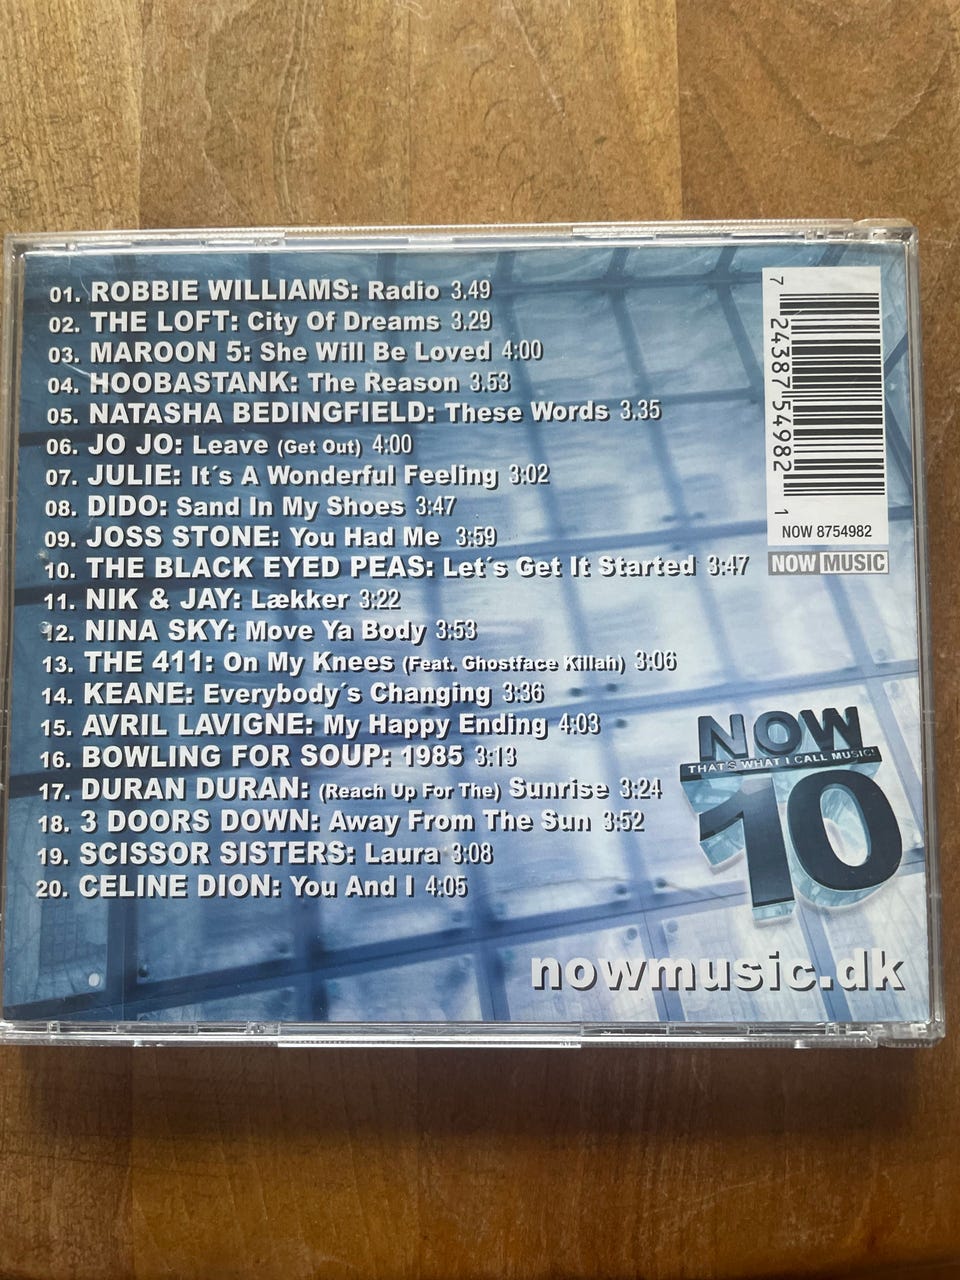 01. ROBBIE WILLIAMS: Radio 3.49
02. THE LOFT: City Of Dreams 3.29
03. MAROON 5: She Will Be Loved 4:00
04. HOOBASTANK: The Reason 3.53
05. NATASHA BEDINGFIELD: These Words 3.35
06. JO JO: Leave (Get Out) 4:00
07. JULIE: It´s A Wonderful Feeling 3:02
08. DIDO: Sand In My Shoes 3:47
09. JOSS STONE: You Had Me 3:59
10. THE BLACK EYED PEAS: Let´s Get It Started 3:47
11. NIK & JAY: Lækker 3:22
12. NINA SKY: Move Ya Body 3:53
13. THE 411: On My Knees (Feat. Ghostface Killah) 3:06
14. KEANE: Everybody´s Changing 3:36
15. AVRIL LAVIGNE: My Happy Ending 4:03
16. BOWLING FOR SOUP: 1985 3:13
17. DURAN DURAN: (Reach Up For The) Sunrise 3:24
18. 3 DOORS DOWN: Away From The Sun 3:52
19. SCISSOR SISTERS: Laura 3:08
20. CELINE DION: You And I 4:05
7 24387 54982 1
NOW 8754982
NOW MUSIC
NOW
THAT'S WHAT I CALL MUSIC!
10
nowmusic.dk